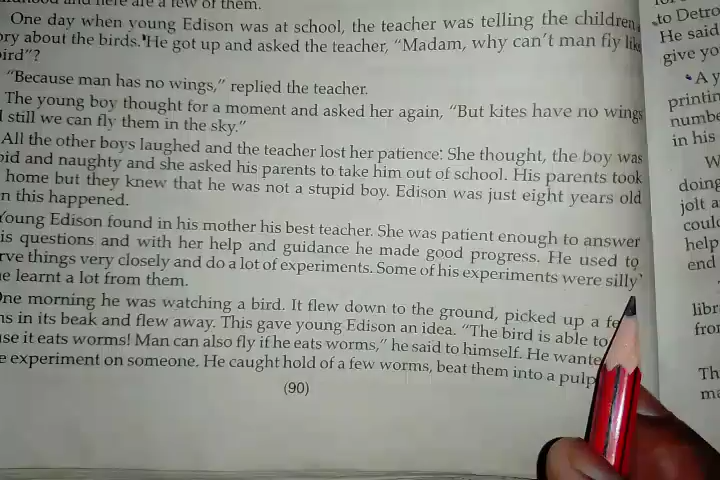 and here are a few of them.
One day when young Edison was at school, the teacher was telling the children
ory about the birds. He got up and asked the teacher, “Madam, why can’t man fly lik
bird”?
“Because man has no wings,” replied the teacher.
The young boy thought for a moment and asked her again, “But kites have no wings
still we can fly them in the sky.”
All the other boys laughed and the teacher lost her patience: She thought, the boy was
pid and naughty and she asked his parents to take him out of school. His parents took
home but they knew that he was not a stupid boy. Edison was just eight years old
n this happened.
Young Edison found in his mother his best teacher. She was patient enough to answer
is questions and with her help and guidance he made good progress. He used to
rve things very closely and do a lot of experiments. Some of his experiments were silly
e learnt a lot from them.
One morning he was watching a bird. It flew down to the ground, picked up a fe
ns in its beak and flew away. This gave young Edison an idea. “The bird is able to
use it eats worms! Man can also fly if he eats worms,” he said to himself. He wante
e experiment on someone. He caught hold of a few worms, beat them into a pulp
(90)
to Detro
He said
give yo
A y
printin
numbe
in his
W
doing
jolt a
coul
help
end
libr
fro
Th
ma